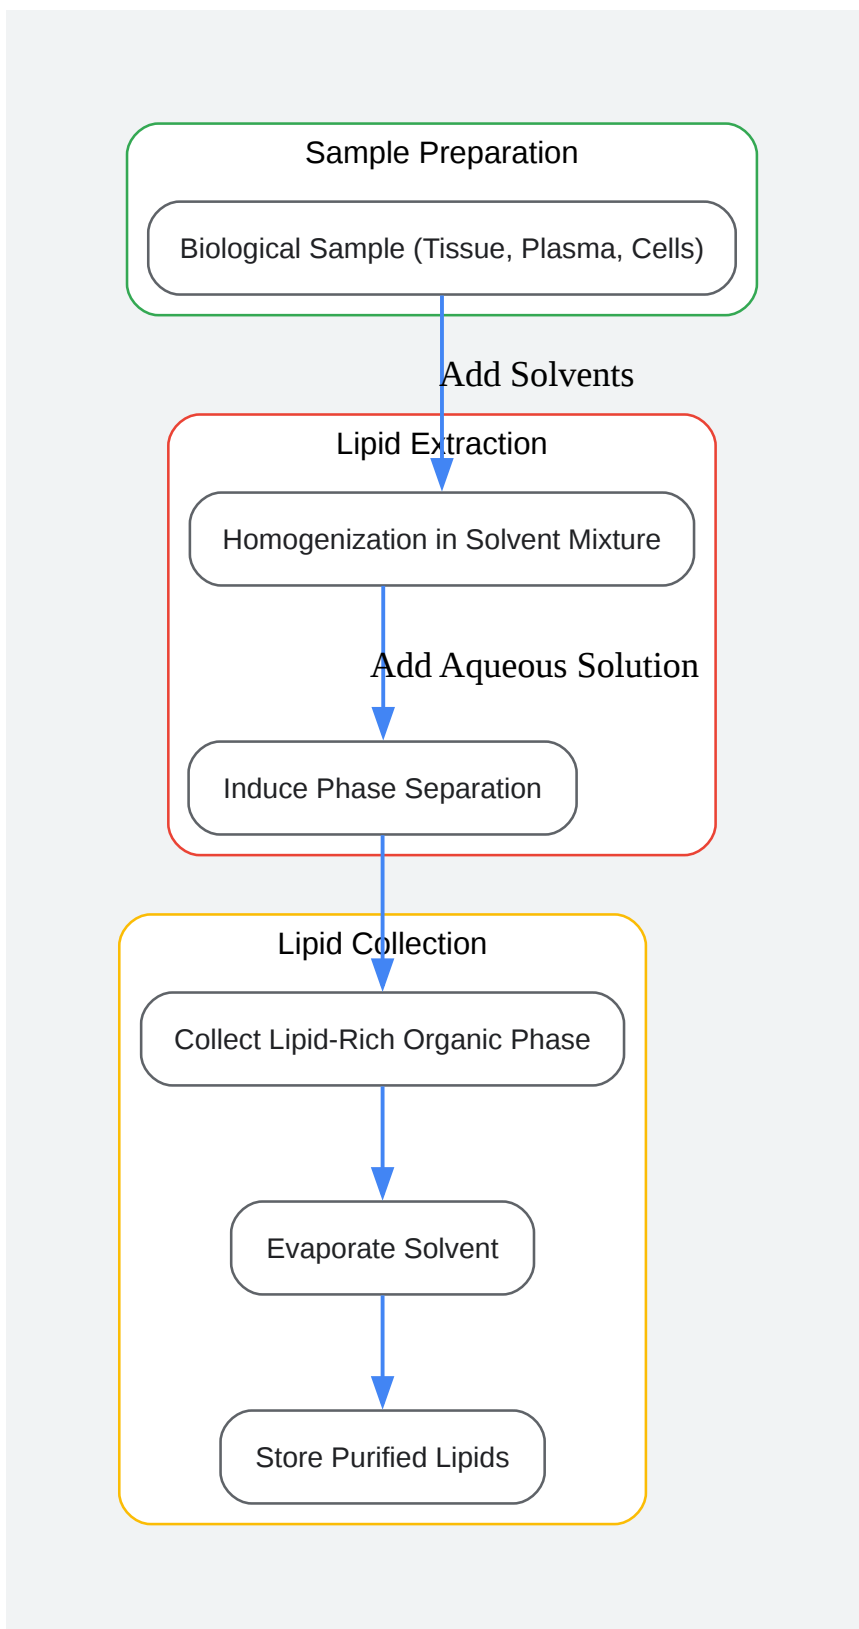 Sample Preparation
Biological Sample (Tissue, Plasma, Cells)
Add Solvents
Lipid Extraction
Homogenization in Solvent Mixture
Add Aqueous Solution
Induce Phase Separation
Lipid Collection
Collect Lipid-Rich Organic Phase
Evaporate Solvent
Store Purified Lipids